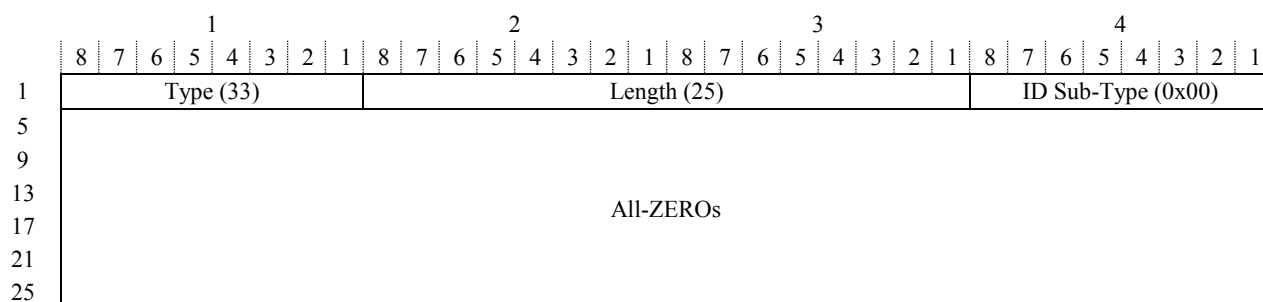 1 2 3 4
8 7 6 5 4 3 2 1 8 7 6 5 4 3 2 1 8 7 6 5 4 3 2 1 8 7 6 5 4 3 2 1
1 Type (33) Length (25) ID Sub-Type (0x00)
5
9
13
All-ZEROs
17
21
25